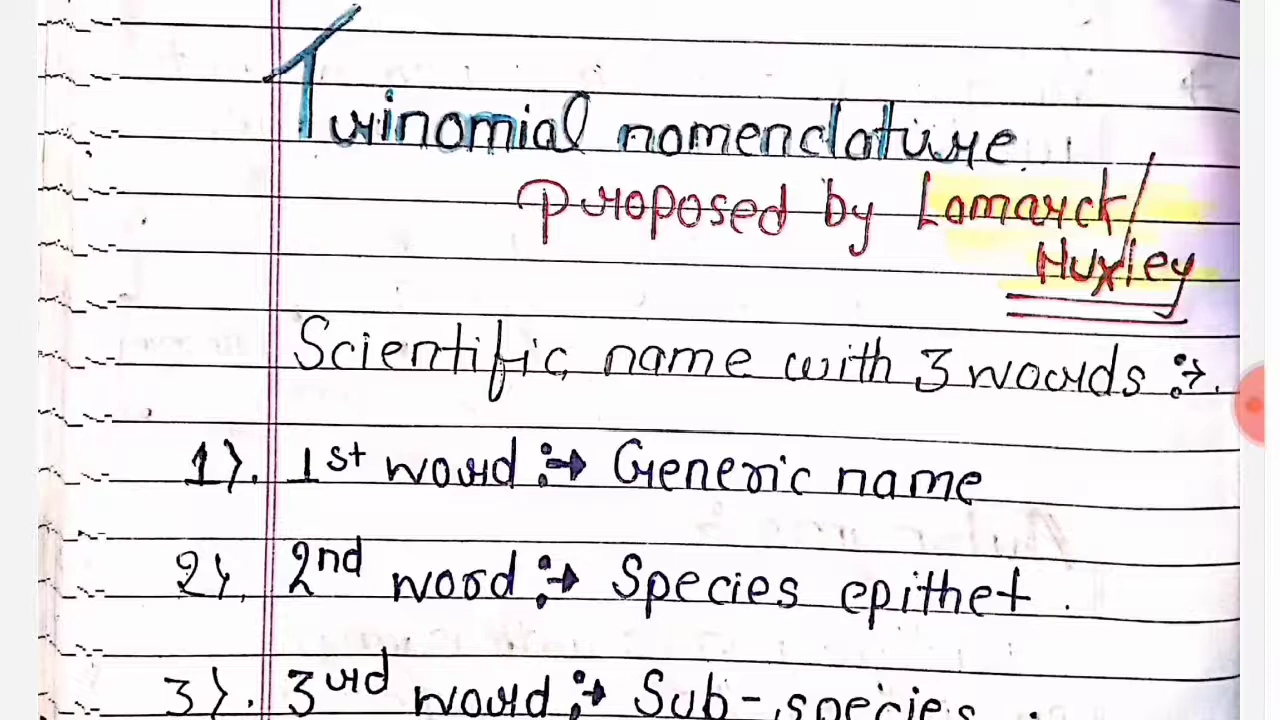 Trinomial nomenclature.
proposed by Lamarck/
Huxley
Scientific name with 3 words :→.
1). 1st word :→ Generic name
2). 2nd word :→ Species epithet.
3). 3rd word :→ Sub-species.